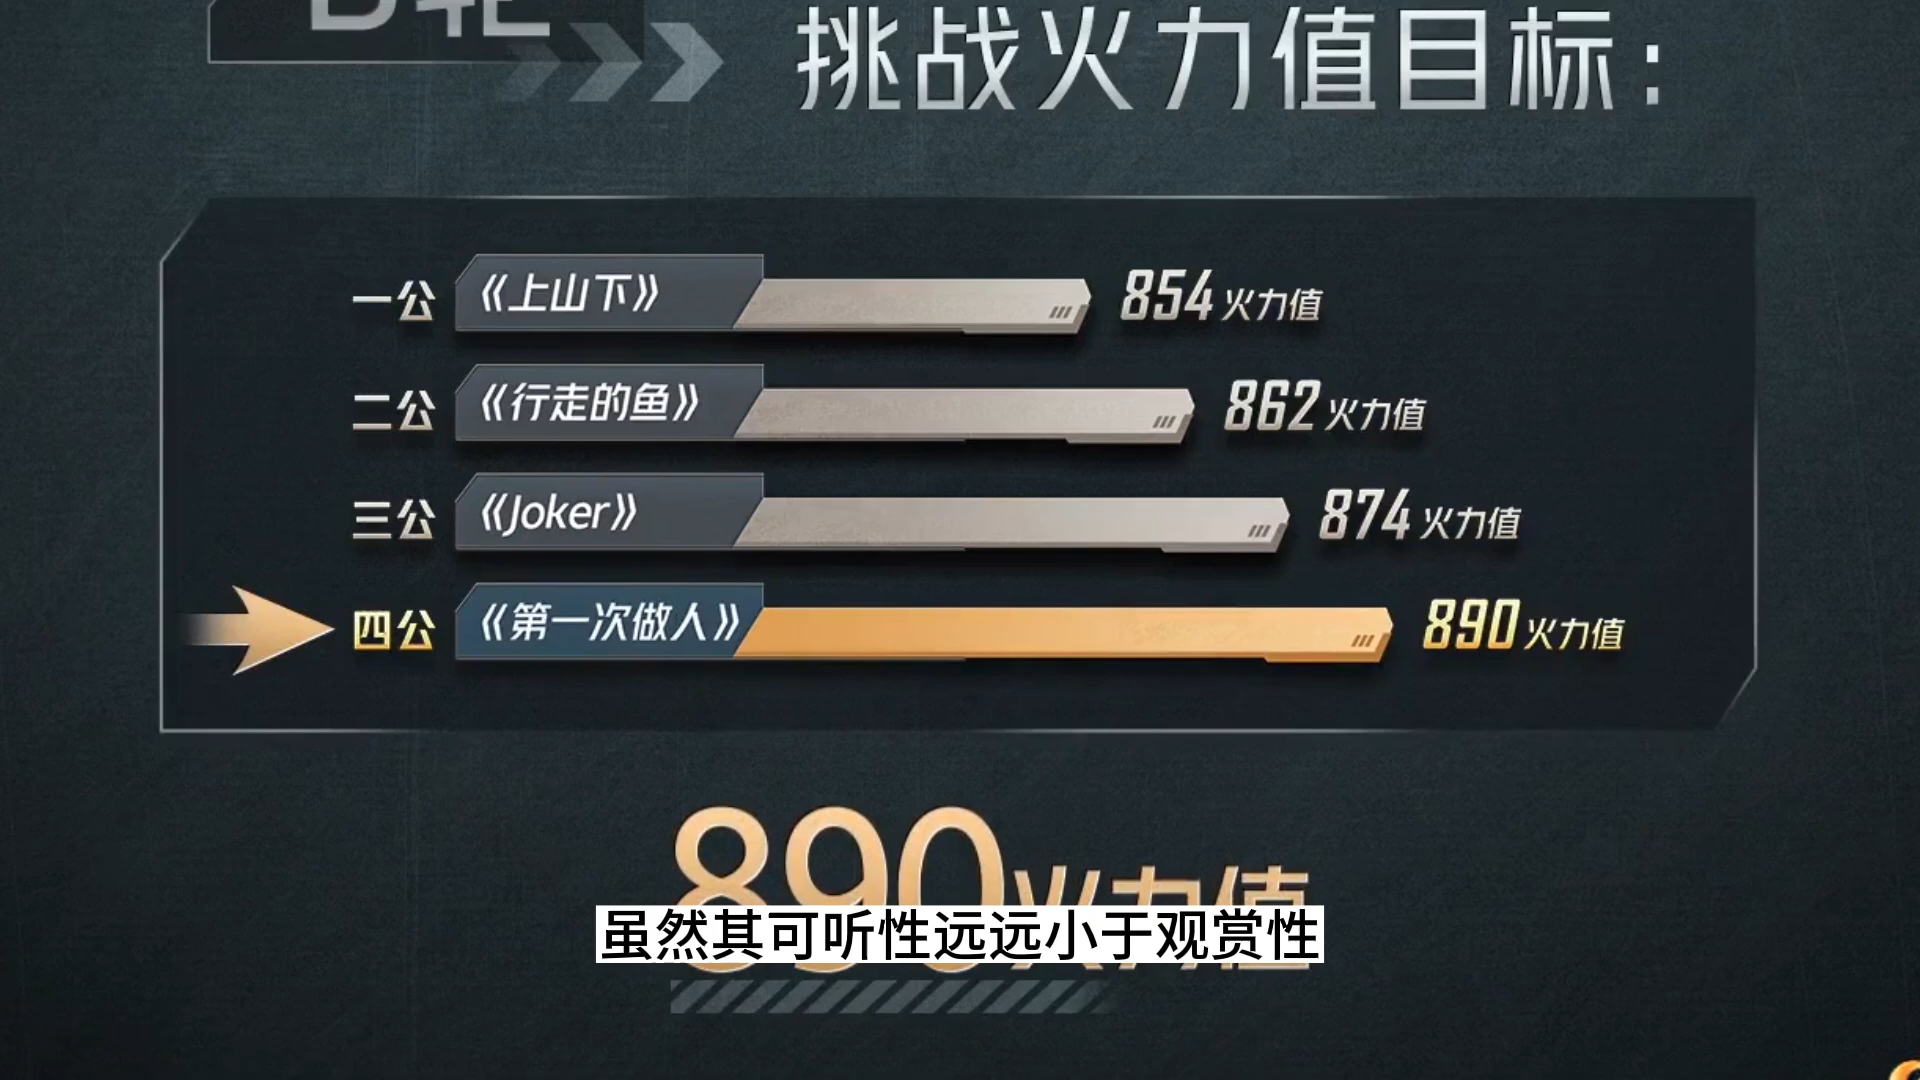 挑战火力值目标：
一公 《上山下》 854火力值
二公 《行走的鱼》 862火力值
三公 《Joker》 874火力值
四公 《第一次做人》 890火力值
890火力值
虽然其可听性远远小于观赏性